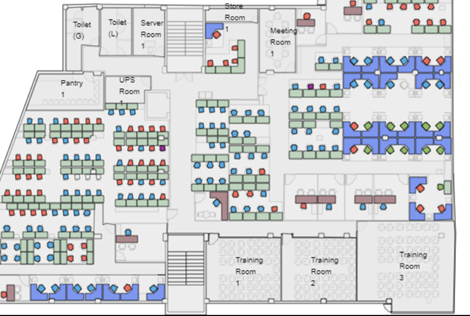 Toilet
(G)
Toilet
(L)
Server
Room
1
Store
Room
1
Meeting
Room
1
Pantry
1
UPS
Room
1
Training
Room
1
Training
Room
2
Training
Room
3